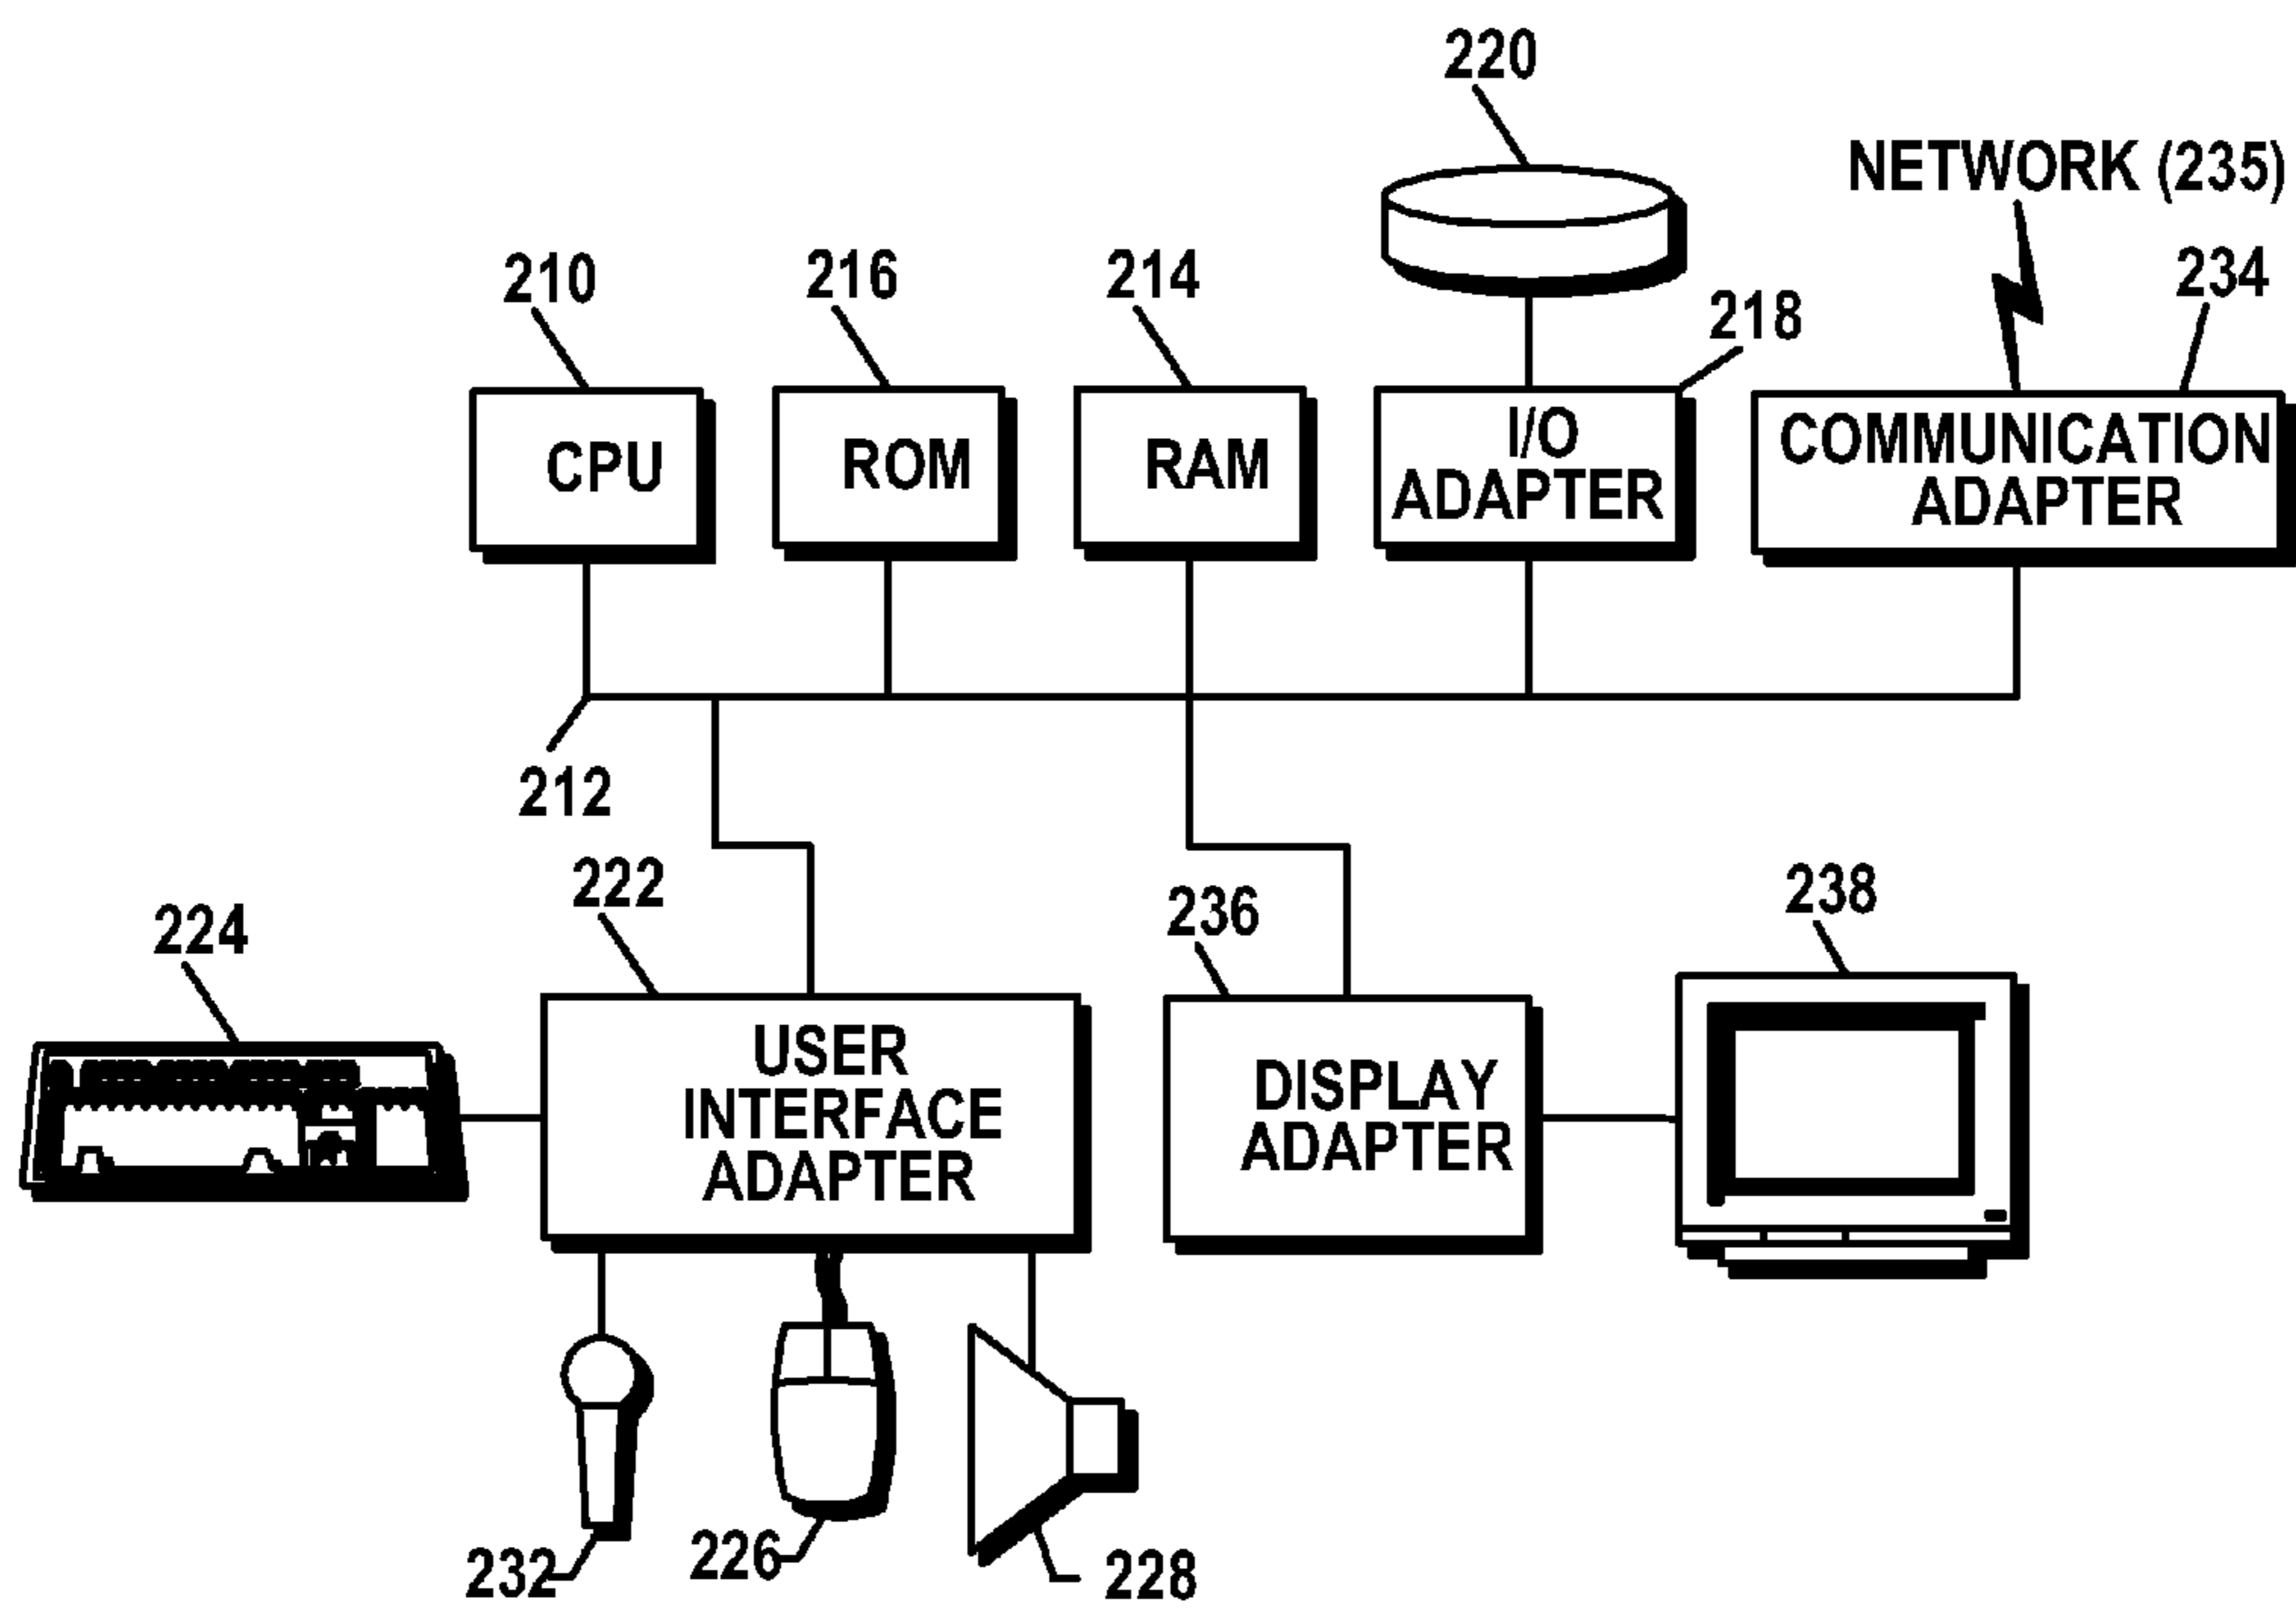 220
NETWORK (235)
210
216
214
218
234
CPU
ROM
RAM
I/O
ADAPTER
COMMUNICATION
ADAPTER
212
222
224
236
238
USER
INTERFACE
ADAPTER
DISPLAY
ADAPTER
232
226
228